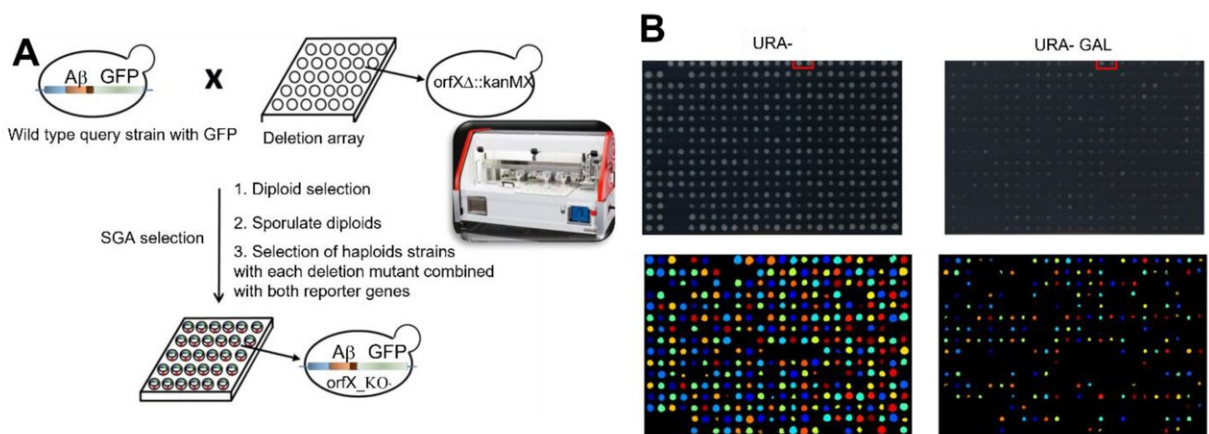 A
Aβ GFP
X
orfXΔ::kanMX
Wild type query strain with GFP
Deletion array
SGA selection
1. Diploid selection
2. Sporulate diploids
3. Selection of haploids strains
with each deletion mutant combined
with both reporter genes
Aβ GFP
orfX_KO·
B
URA-
URA- GAL